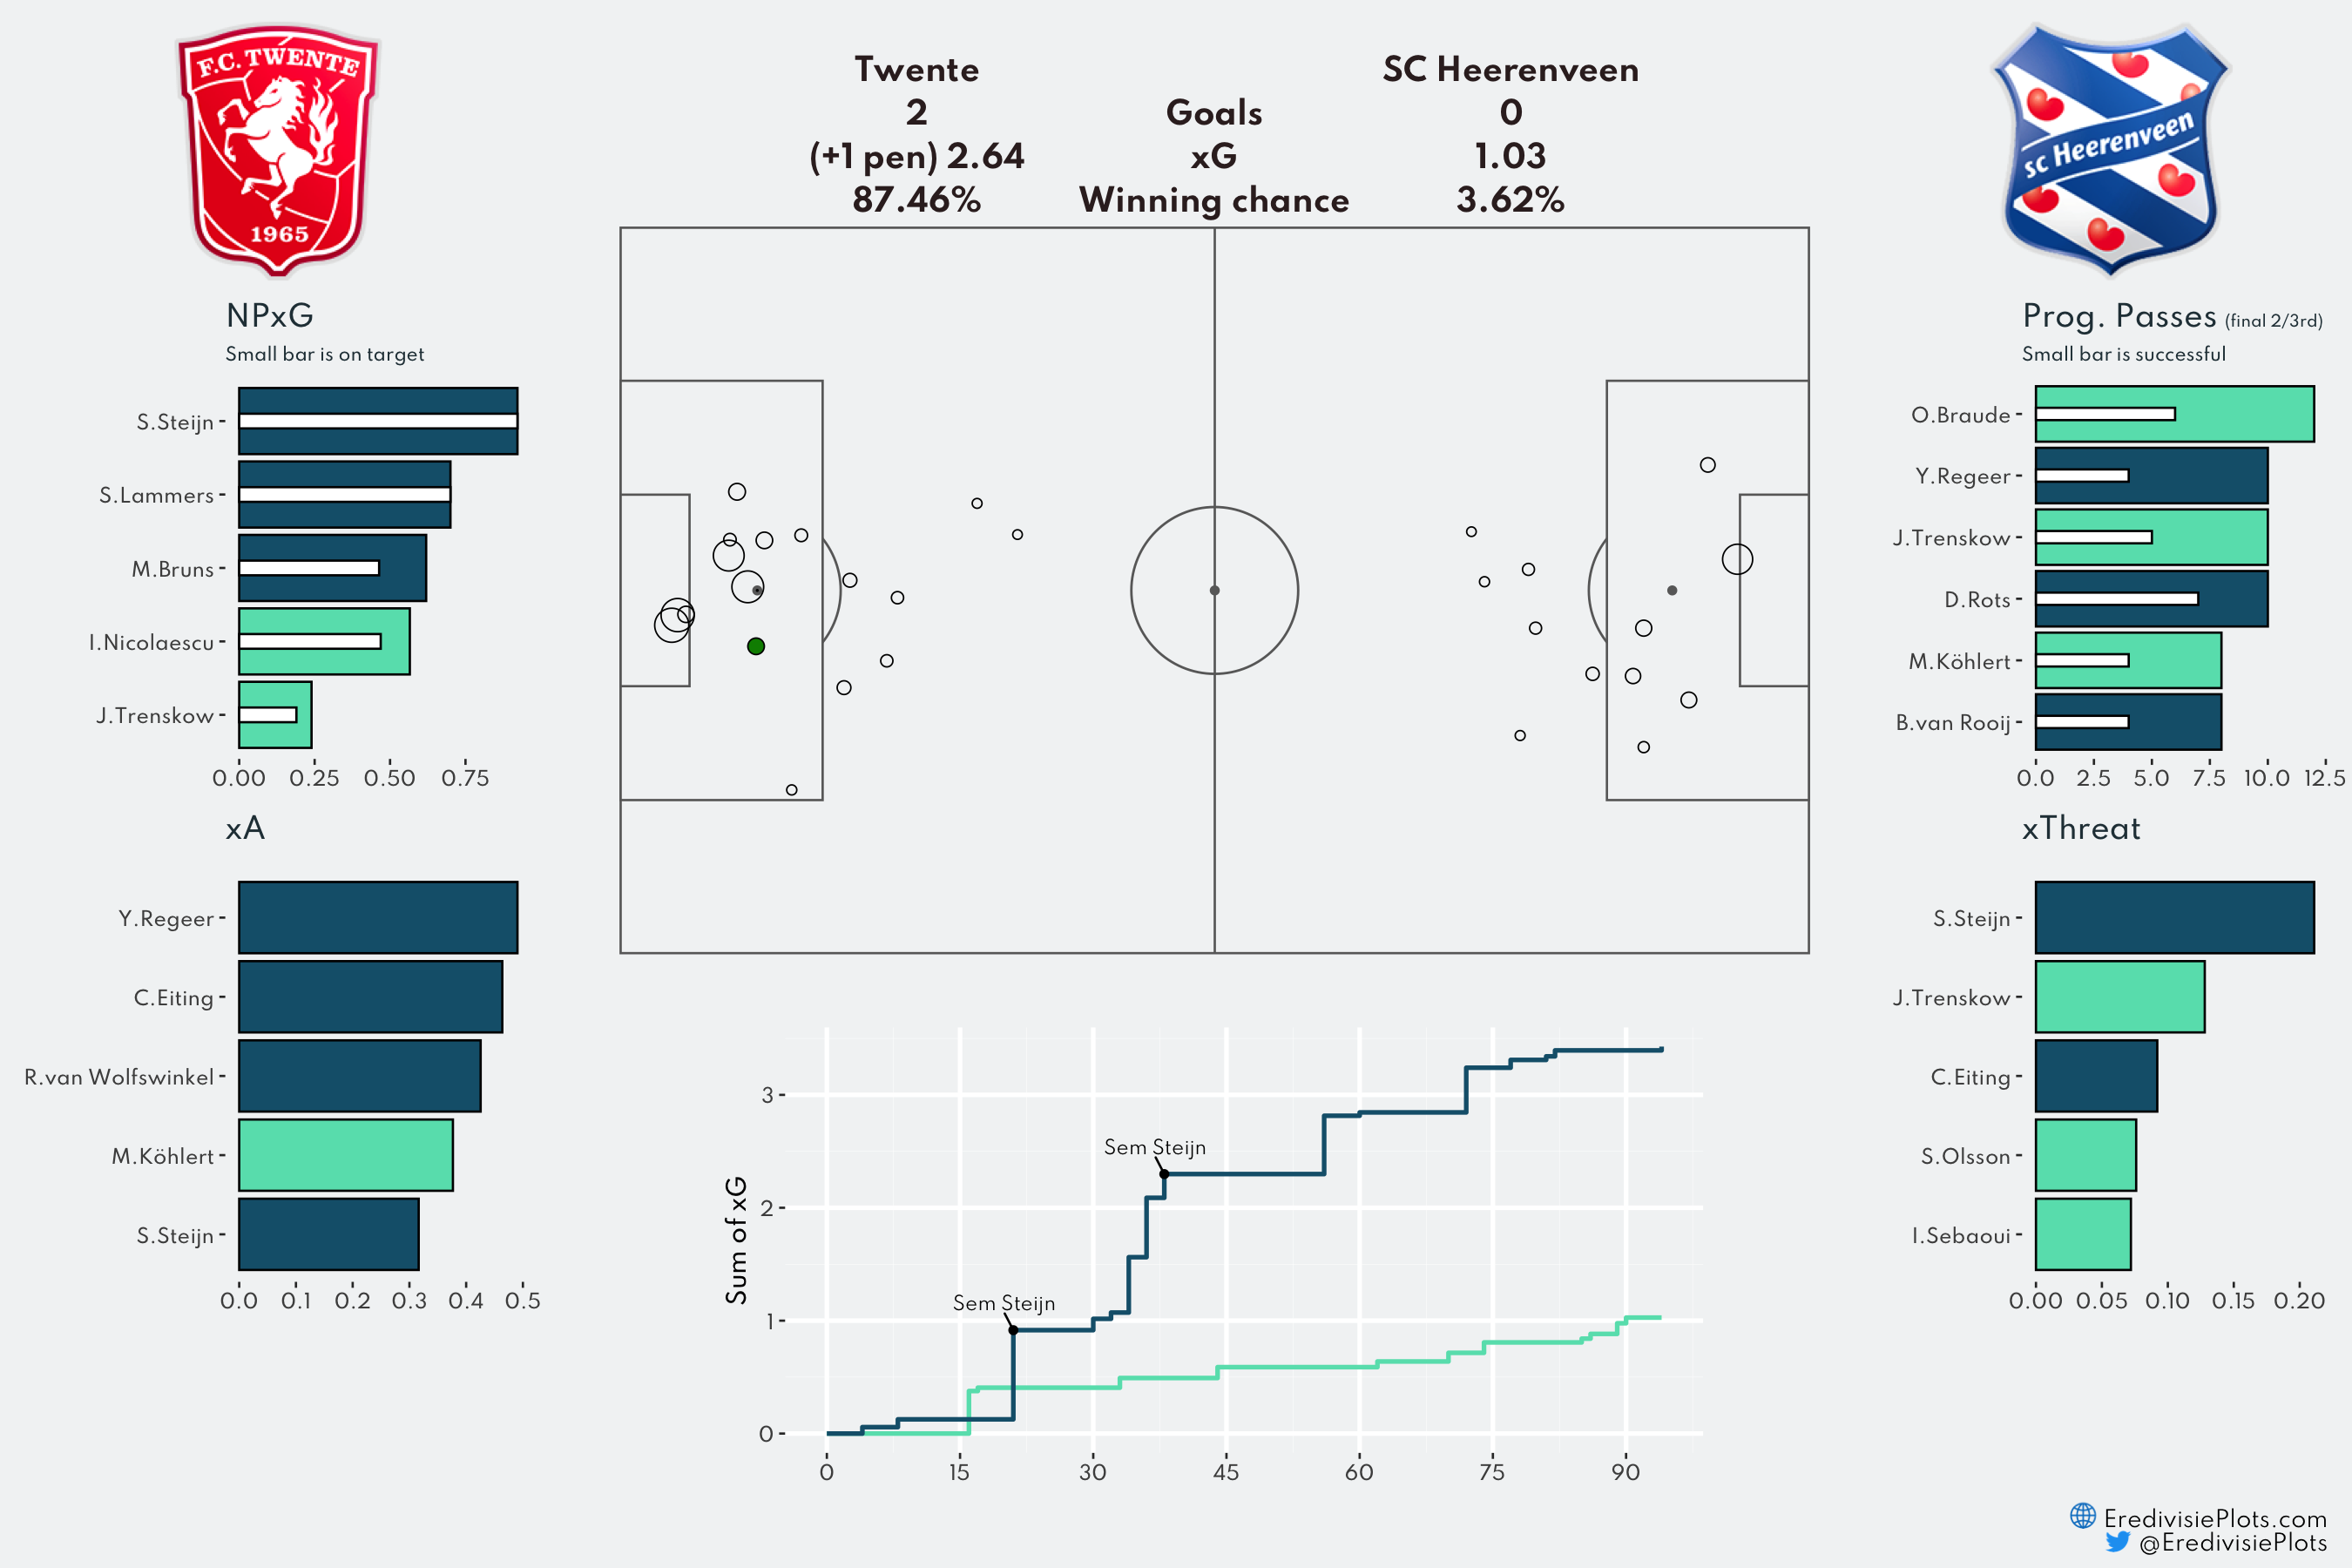 F.C. TWENTE
1965
Twente
SC Heerenveen
2
Goals
0
(+1 pen) 2.64
xG
1.03
87.46%
Winning chance
3.62%
sc Heerenveen
NPxG
Small bar is on target
S.Steijn
S.Lammers
M.Bruns
I.Nicolaescu
J.Trenskow
0.00 0.25 0.50 0.75
xA
Y.Regeer
C.Eiting
R.van Wolfswinkel
M.Köhlert
S.Steijn
0.0 0.1 0.2 0.3 0.4 0.5
Sum of xG
3
2
1
0
Sem Steijn
Sem Steijn
0 15 30 45 60 75 90
Prog. Passes (final 2/3rd)
Small bar is successful
O.Braude
Y.Regeer
J.Trenskow
D.Rots
M.Köhlert
B.van Rooij
0.0 2.5 5.0 7.5 10.0 12.5
xThreat
S.Steijn
J.Trenskow
C.Eiting
S.Olsson
I.Sebaoui
0.00 0.05 0.10 0.15 0.20
EredivisiePlots.com
@EredivisiePlots